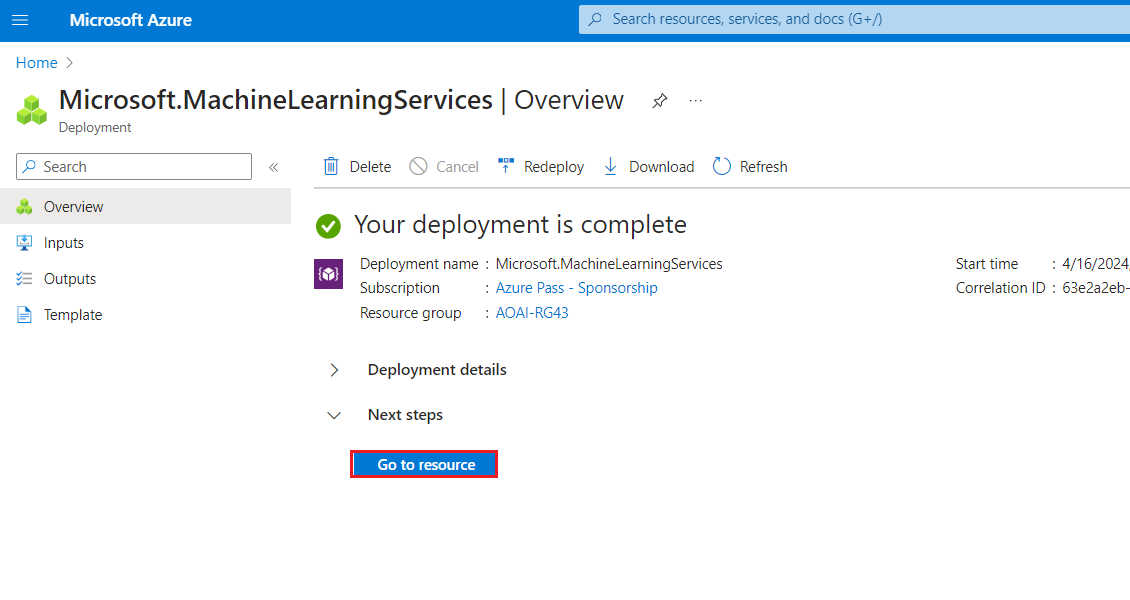 Microsoft Azure
Search resources, services, and docs (G+/)
Home
Microsoft.MachineLearningServices | Overview
...
Deployment
Search
«
Delete
Cancel
Redeploy
Download
Refresh
Overview
Inputs
Outputs
Template
Your deployment is complete
Deployment name : Microsoft.MachineLearningServices
Subscription : Azure Pass - Sponsorship
Resource group : AOAI-RG43
Start time : 4/16/2024,
Correlation ID : 63e2a2eb-
Deployment details
Next steps
Go to resource